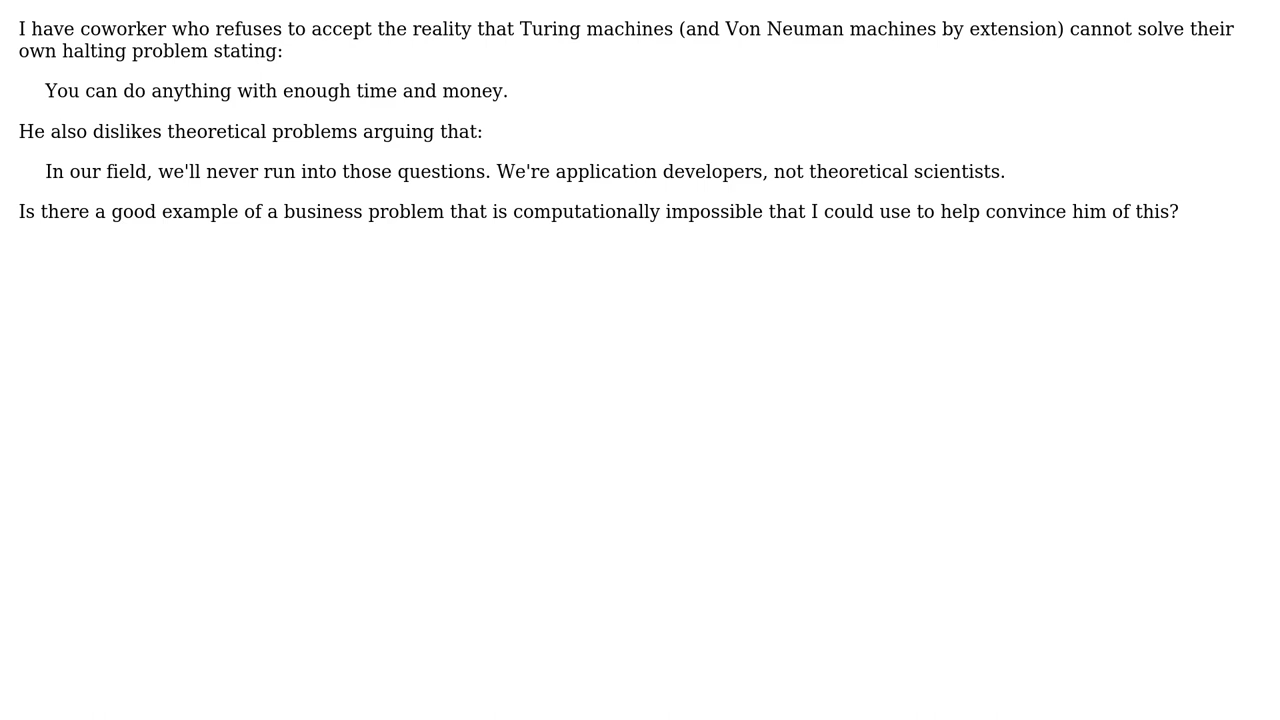 I have coworker who refuses to accept the reality that Turing machines (and Von Neuman machines by extension) cannot solve their
own halting problem stating:
You can do anything with enough time and money.
He also dislikes theoretical problems arguing that:
In our field, we'll never run into those questions. We're application developers, not theoretical scientists.
Is there a good example of a business problem that is computationally impossible that I could use to help convince him of this?